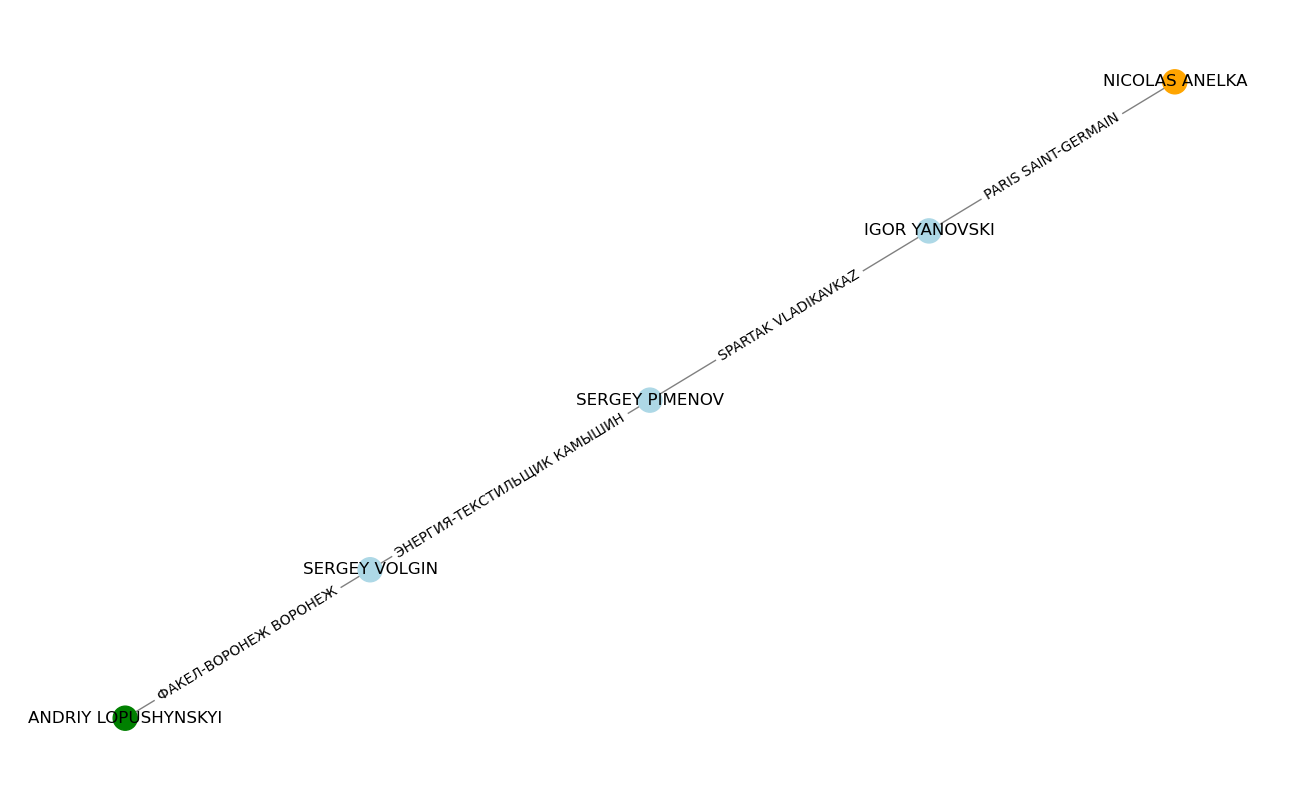 NICOLAS ANELKA
PARIS SAINT-GERMAIN
IGOR YANOVSKI
SPARTAK VLADIKAVKAZ
SERGEY PIMENOV
ЭНЕРГИЯ-ТЕКСТИЛЬЩИК КАМЫШИН
SERGEY VOLGIN
ФАКЕЛ-ВОРОНЕЖ ВОРОНЕЖ
ANDRIY LOPUSHYNSKYI